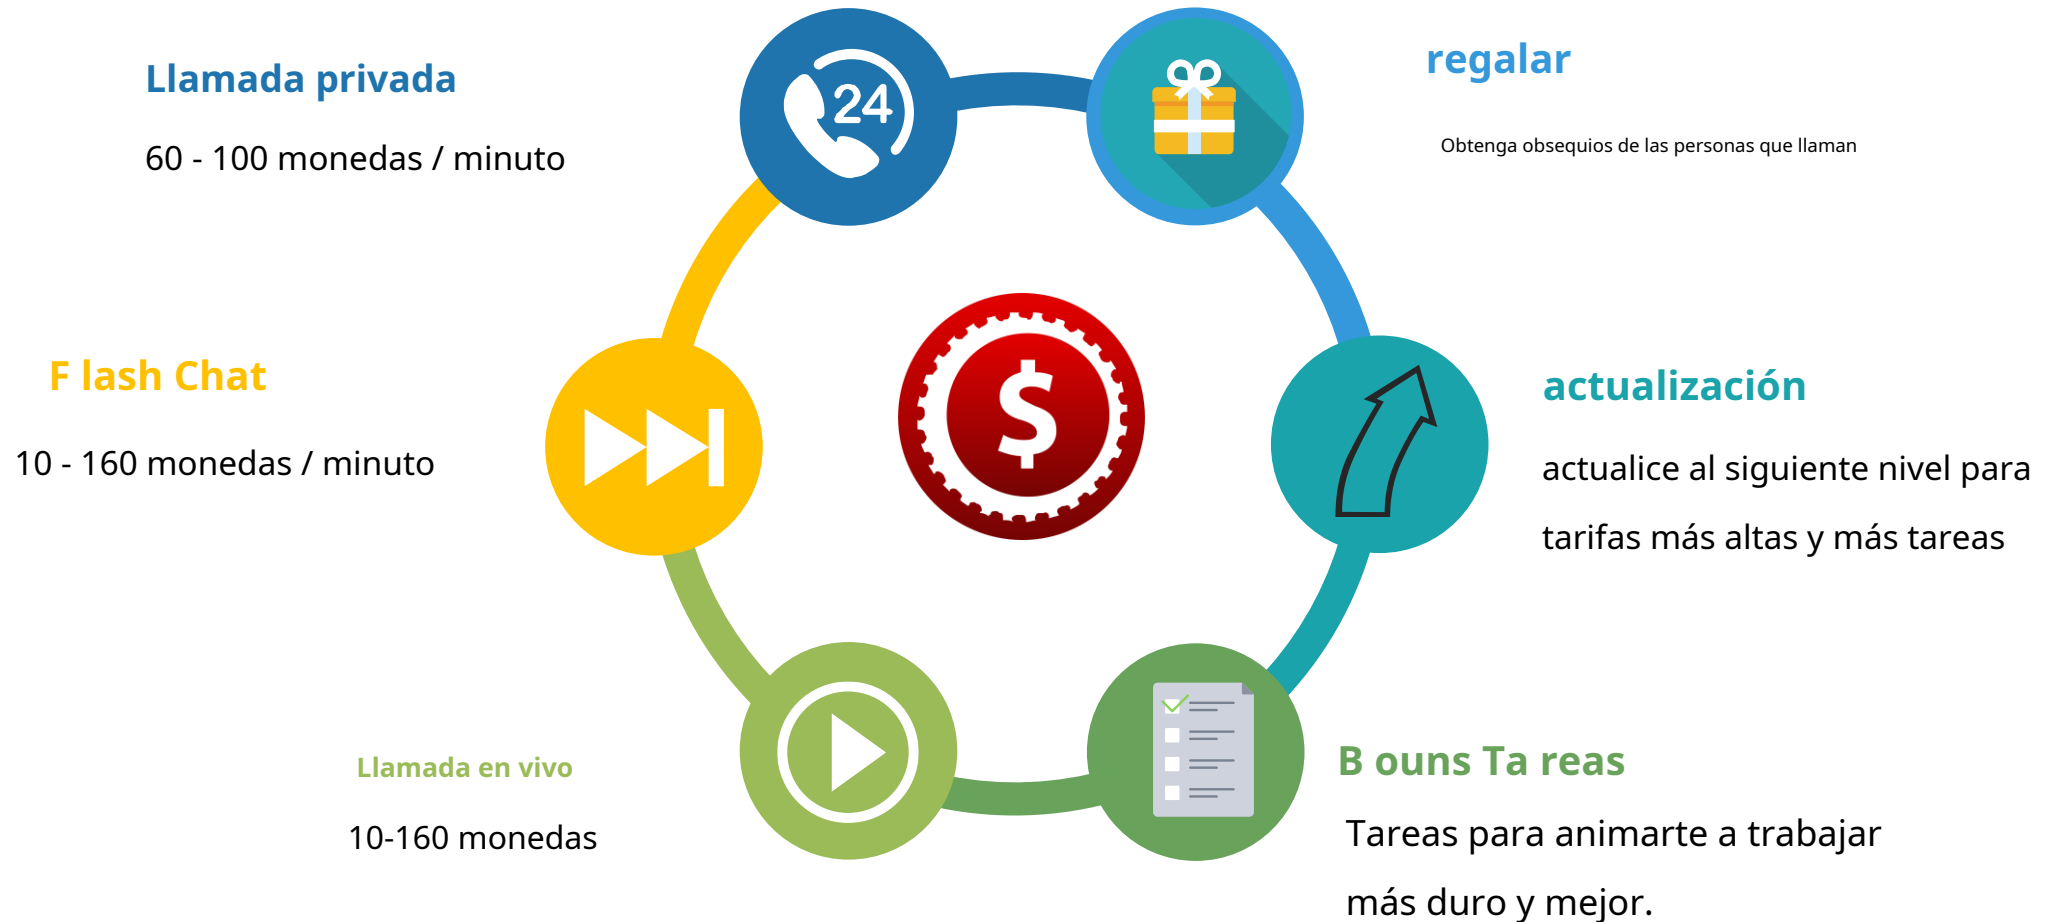 Llamada privada
60 - 100 monedas / minuto
24
regalar
Obtenga obsequios de las personas que llaman
F lash Chat
10 - 160 monedas / minuto
$
actualización
actualice al siguiente nivel para
tarifas más altas y más tareas
Llamada en vivo
10-160 monedas
B ouns Ta reas
Tareas para animarte a trabajar
más duro y mejor.